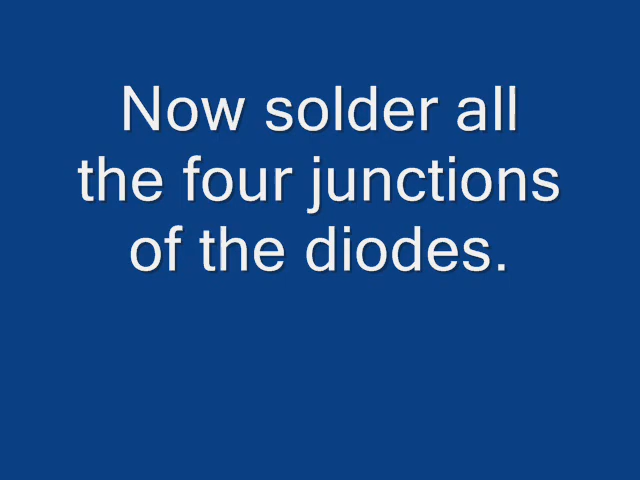 Now solder all
the four junctions
of the diodes.